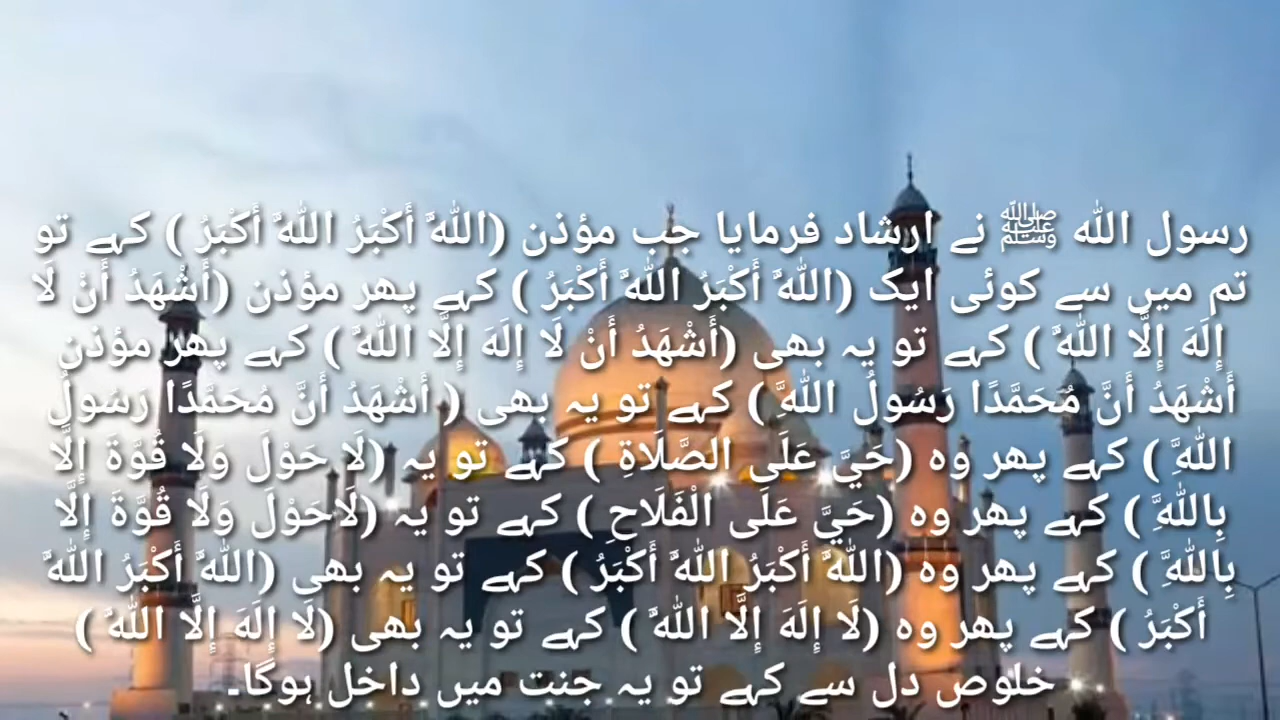 رسول اللہ ﷺ نے ارشاد فرمایا جب مؤذن (اللَّهُ أَكْبَرُ اللَّهُ أَكْبَرُ ) کہے تو
تم میں سے کوئی ایک (اللَّهُ أَكْبَرُ اللَّهُ أَكْبَرُ ) کہے پھر مؤذن (أَشْهَدُ أَنْ لَا
إِلَهَ إِلَّا اللَّهُ ) کہے تو یہ بھی (أَشْهَدُ أَنْ لَا إِلَهَ إِلَّا اللَّهُ ) کہے پھر مؤذن
أَشْهَدُ أَنَّ مُحَمَّدًا رَسُولُ اللَّهِ ) کہے تو یہ بھی ( أَشْهَدُ أَنَّ مُحَمَّدًا رَسُولُ
اللَّهِ ) کہے پھر وہ (حَيَّ عَلَى الصَّلَاةِ ) کہے تو یہ (لَا حَوْلَ وَلَا قُوَّةَ إِلَّا
بِاللَّهِ ) کہے پھر وہ (حَيَّ عَلَى الْفَلَاحِ ) کہے تو یہ (لَاحَوْلَ وَلَا قُوَّةَ إِلَّا
بِاللَّهِ ) کہے پھر وہ (اللَّهُ أَكْبَرُ اللَّهُ أَكْبَرُ ) کہے تو یہ بھی (اللَّهُ أَكْبَرُ اللَّهُ
أَكْبَرُ ) کہے پھر وہ (لَا إِلَهَ إِلَّا اللَّهُ ) کہے تو یہ بھی (لَا إِلَهَ إِلَّا اللَّهُ )
خلوص دل سے کہے تو یہ جنت میں داخل ہوگا۔